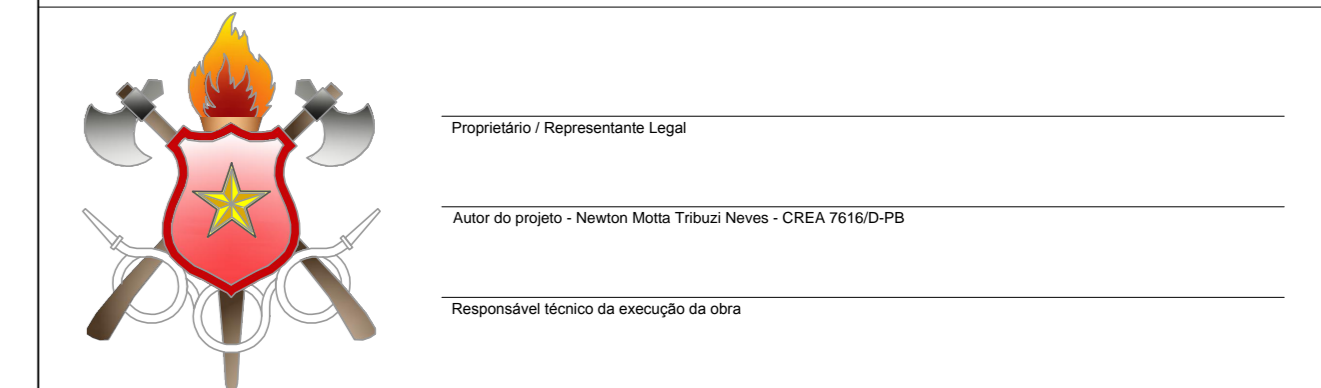 Proprietário / Representante Legal
Autor do projeto - Newton Motta Tribuzi Neves - CREA 7616/D-PB
Responsável técnico da execução da obra